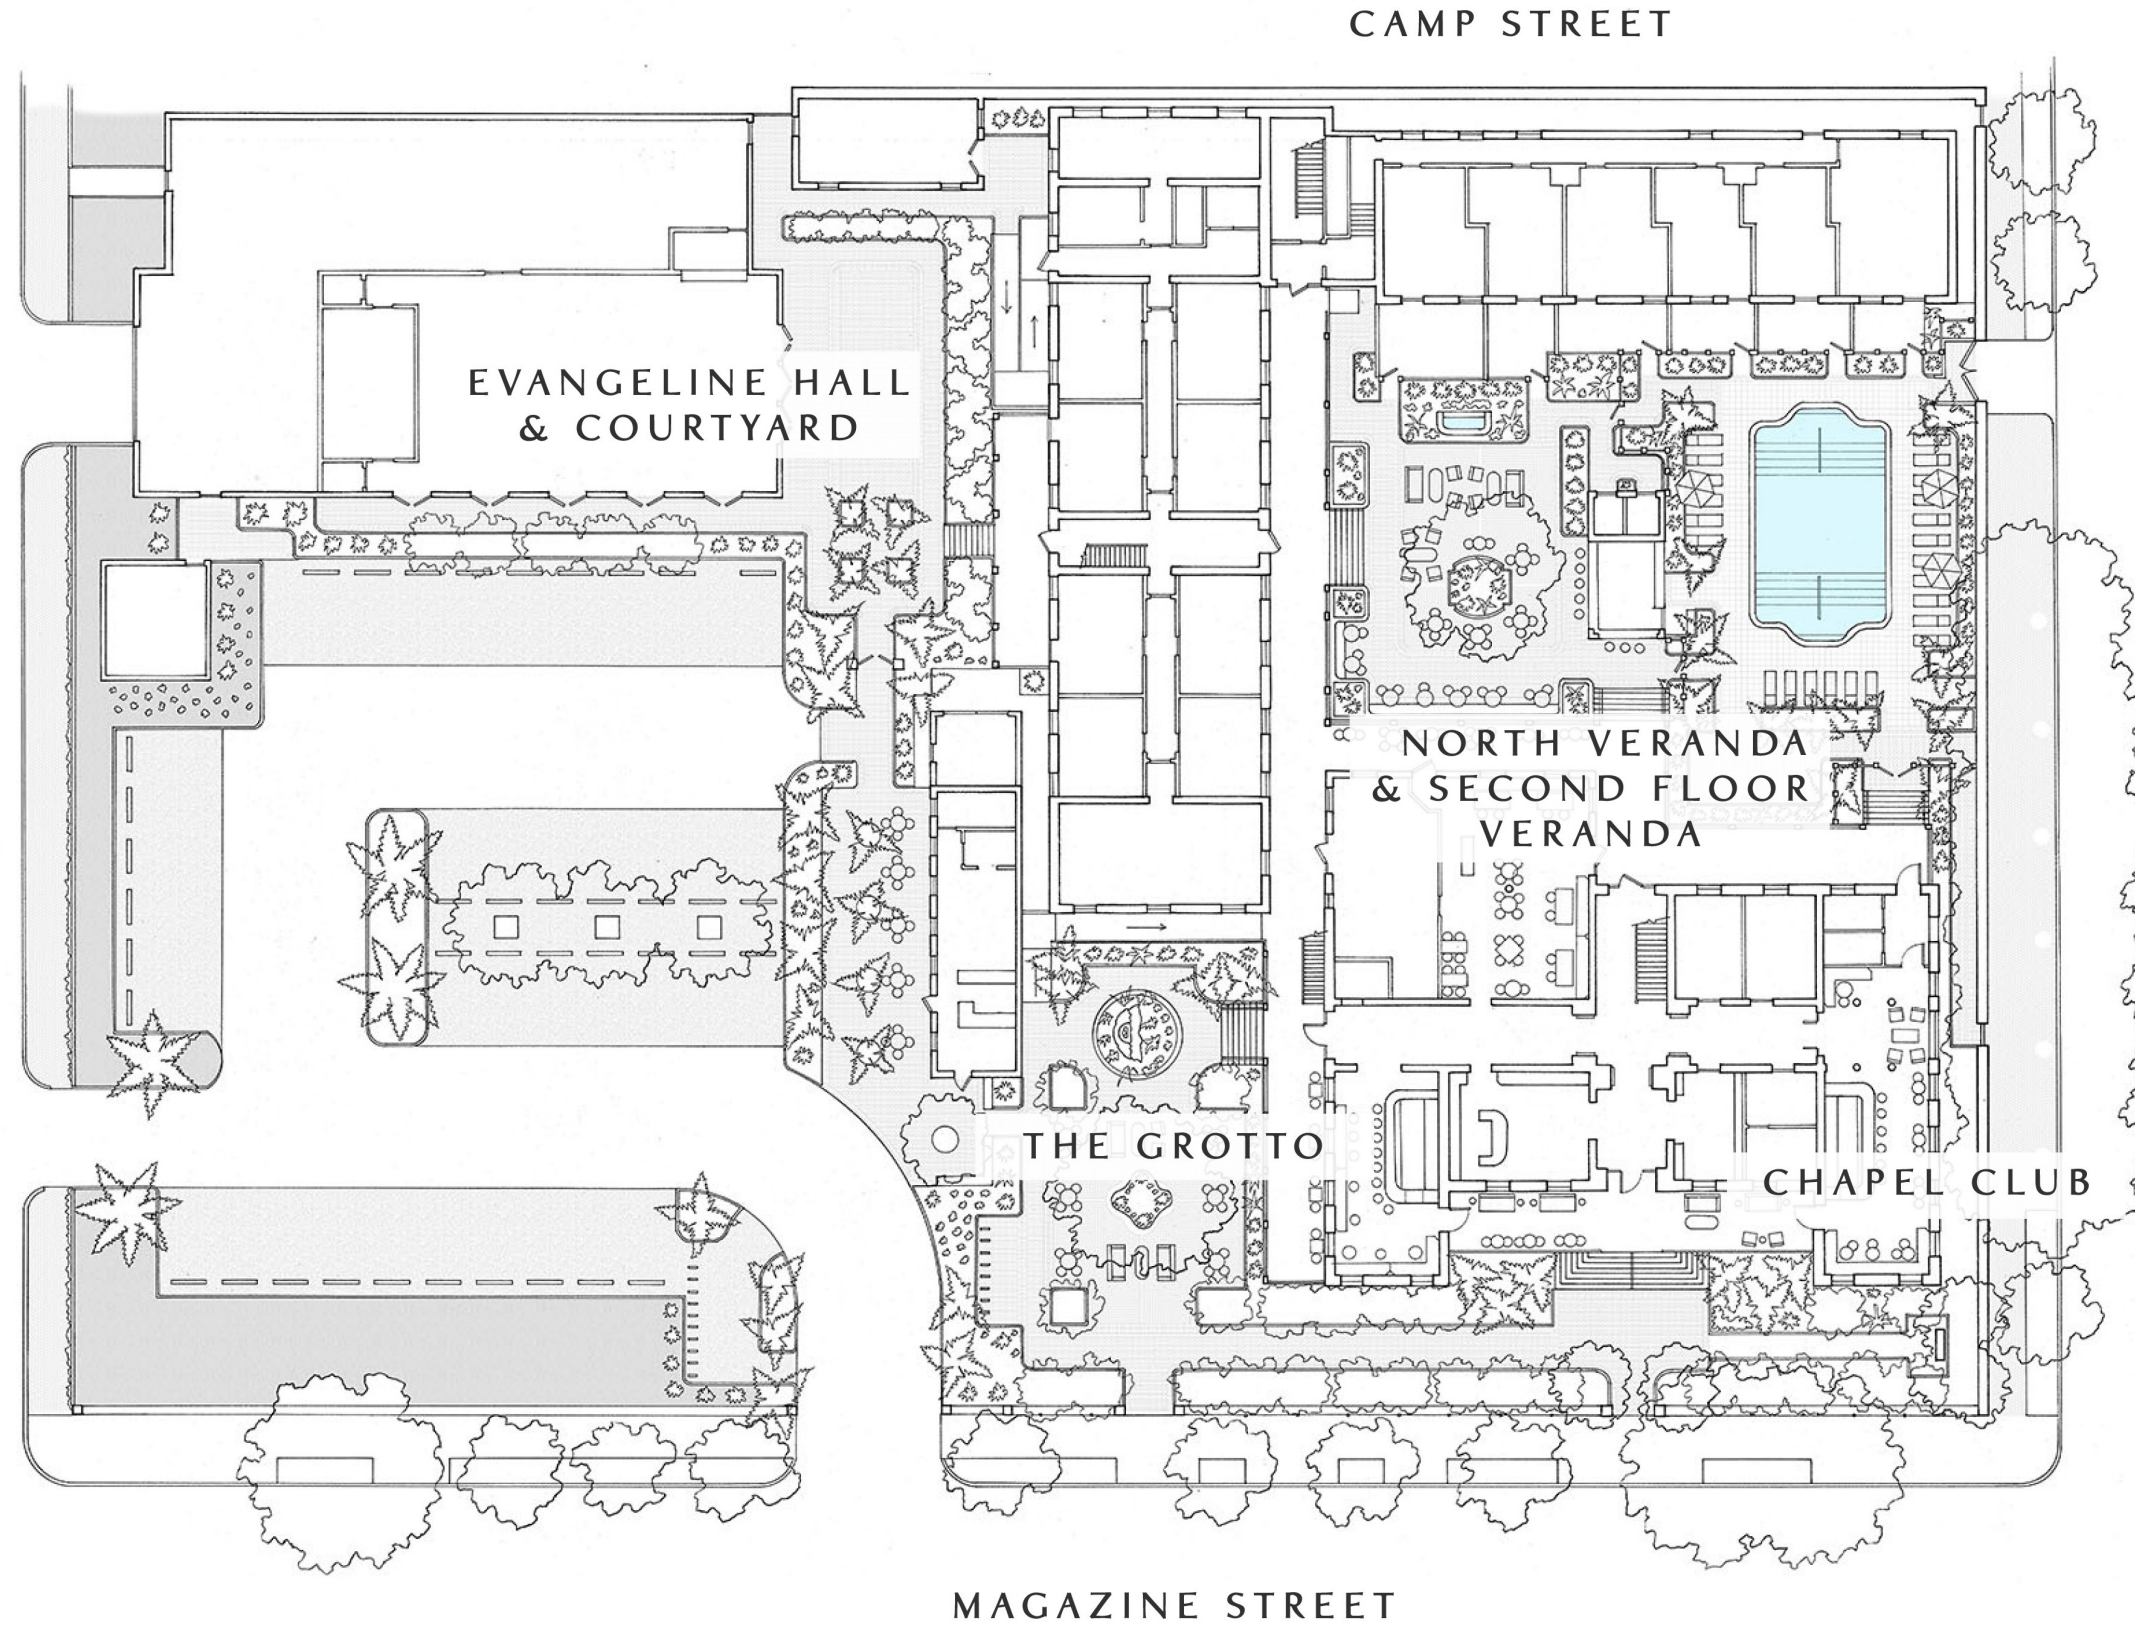 CAMP STREET
EVANGELINE HALL
& COURTYARD
NORTH VERANDA
& SECOND FLOOR
VERANDA
THE GROTTO
CHAPEL CLUB
MAGAZINE STREET